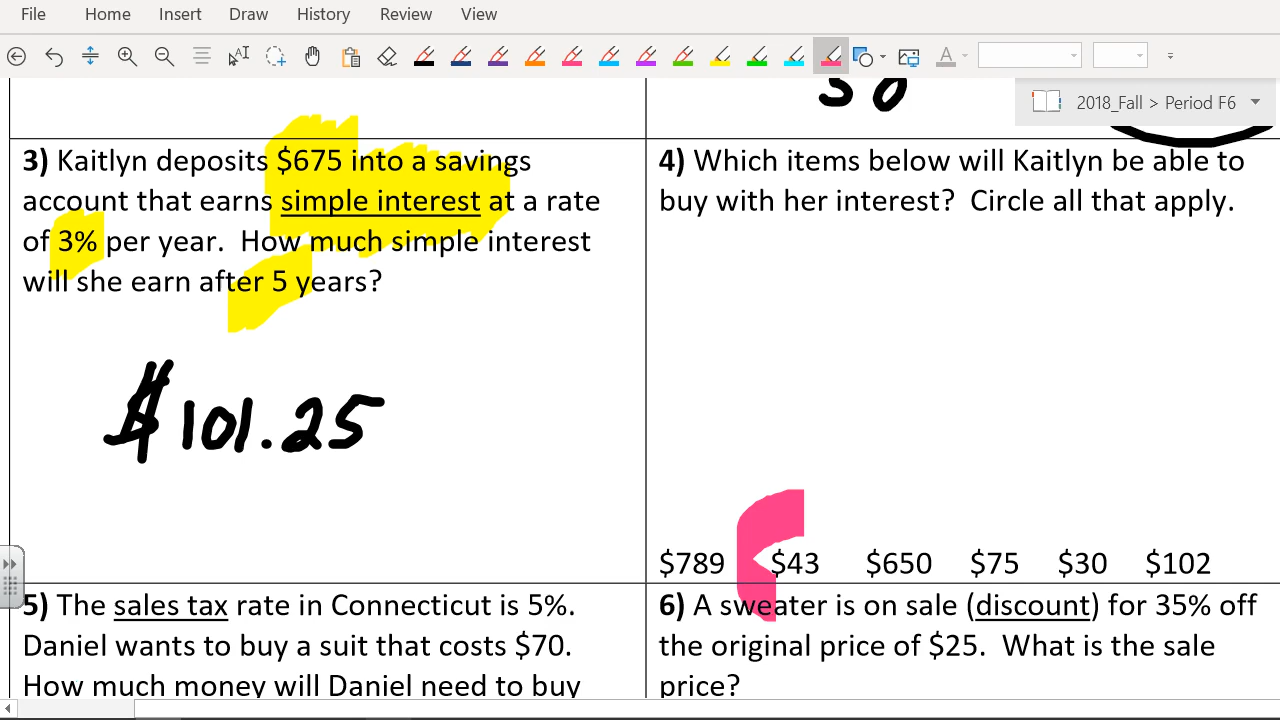 File Home Insert Draw History Review View
2018_Fall > Period F6
3) Kaitlyn deposits $675 into a savings
account that earns simple interest at a rate
of 3% per year. How much simple interest
will she earn after 5 years?
$101.25
4) Which items below will Kaitlyn be able to
buy with her interest? Circle all that apply.
$789 $43 $650 $75 $30 $102
5) The sales tax rate in Connecticut is 5%.
Daniel wants to buy a suit that costs $70.
How much money will Daniel need to buy
6) A sweater is on sale (discount) for 35% off
the original price of $25. What is the sale
price?